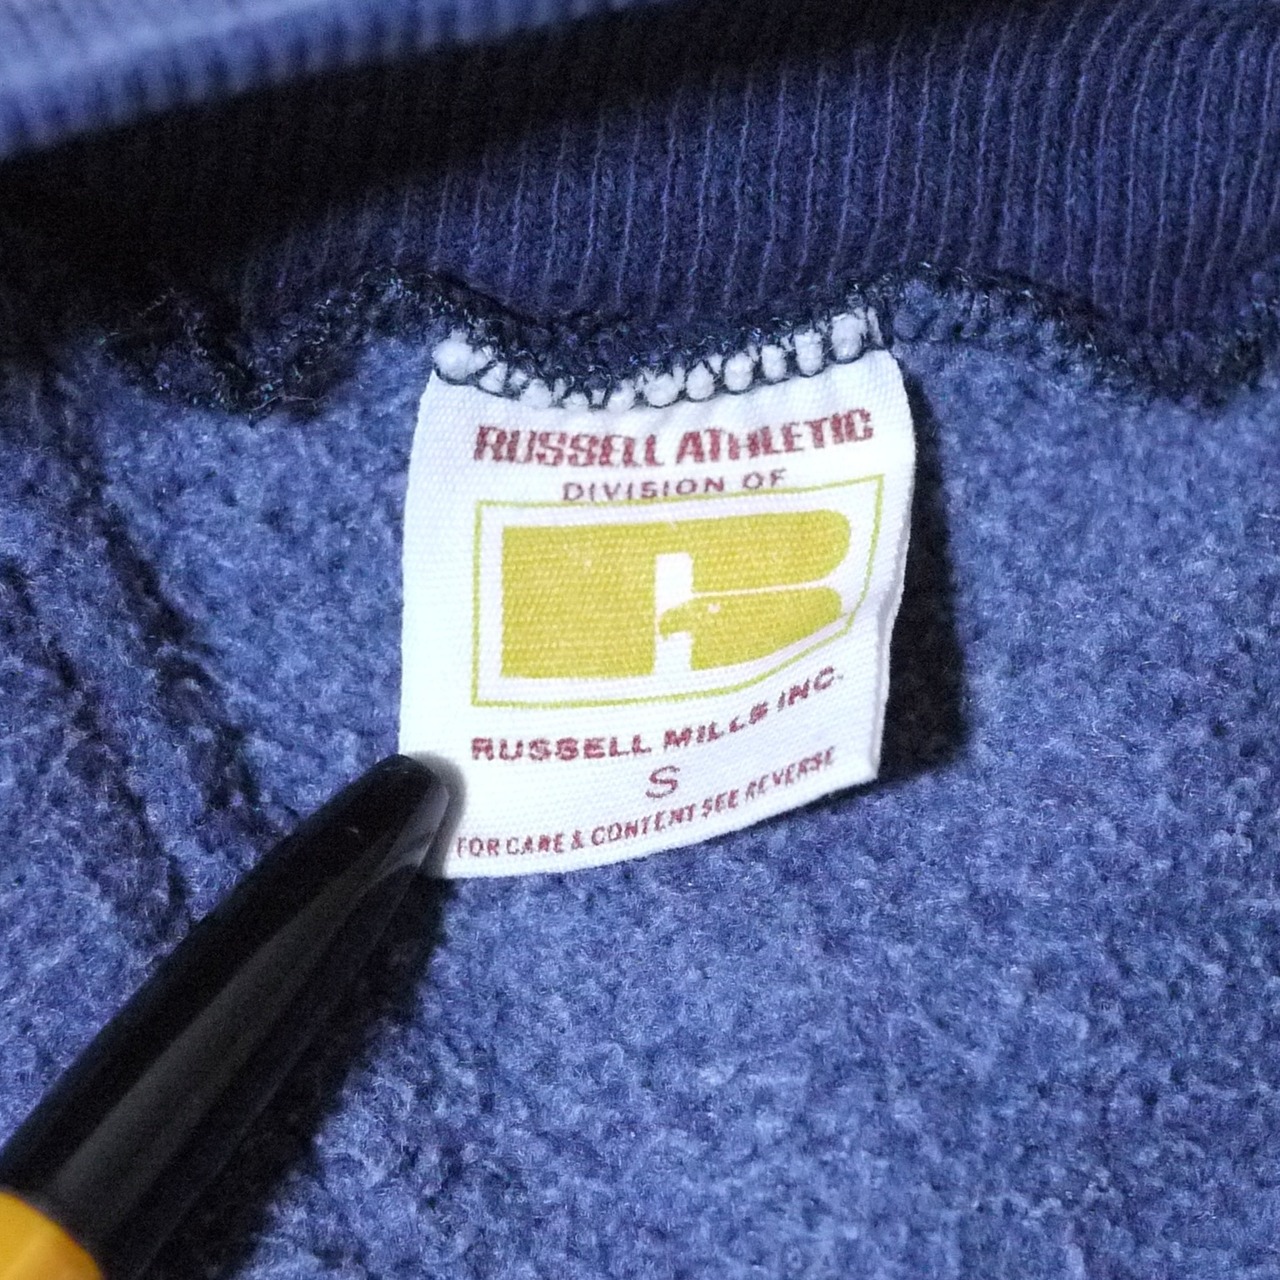 RUSSELL ATHLETIC
DIVISION OF
R
RUSSELL MILLS INC.
S
FOR CARE & CONTENT SEE REVERSE